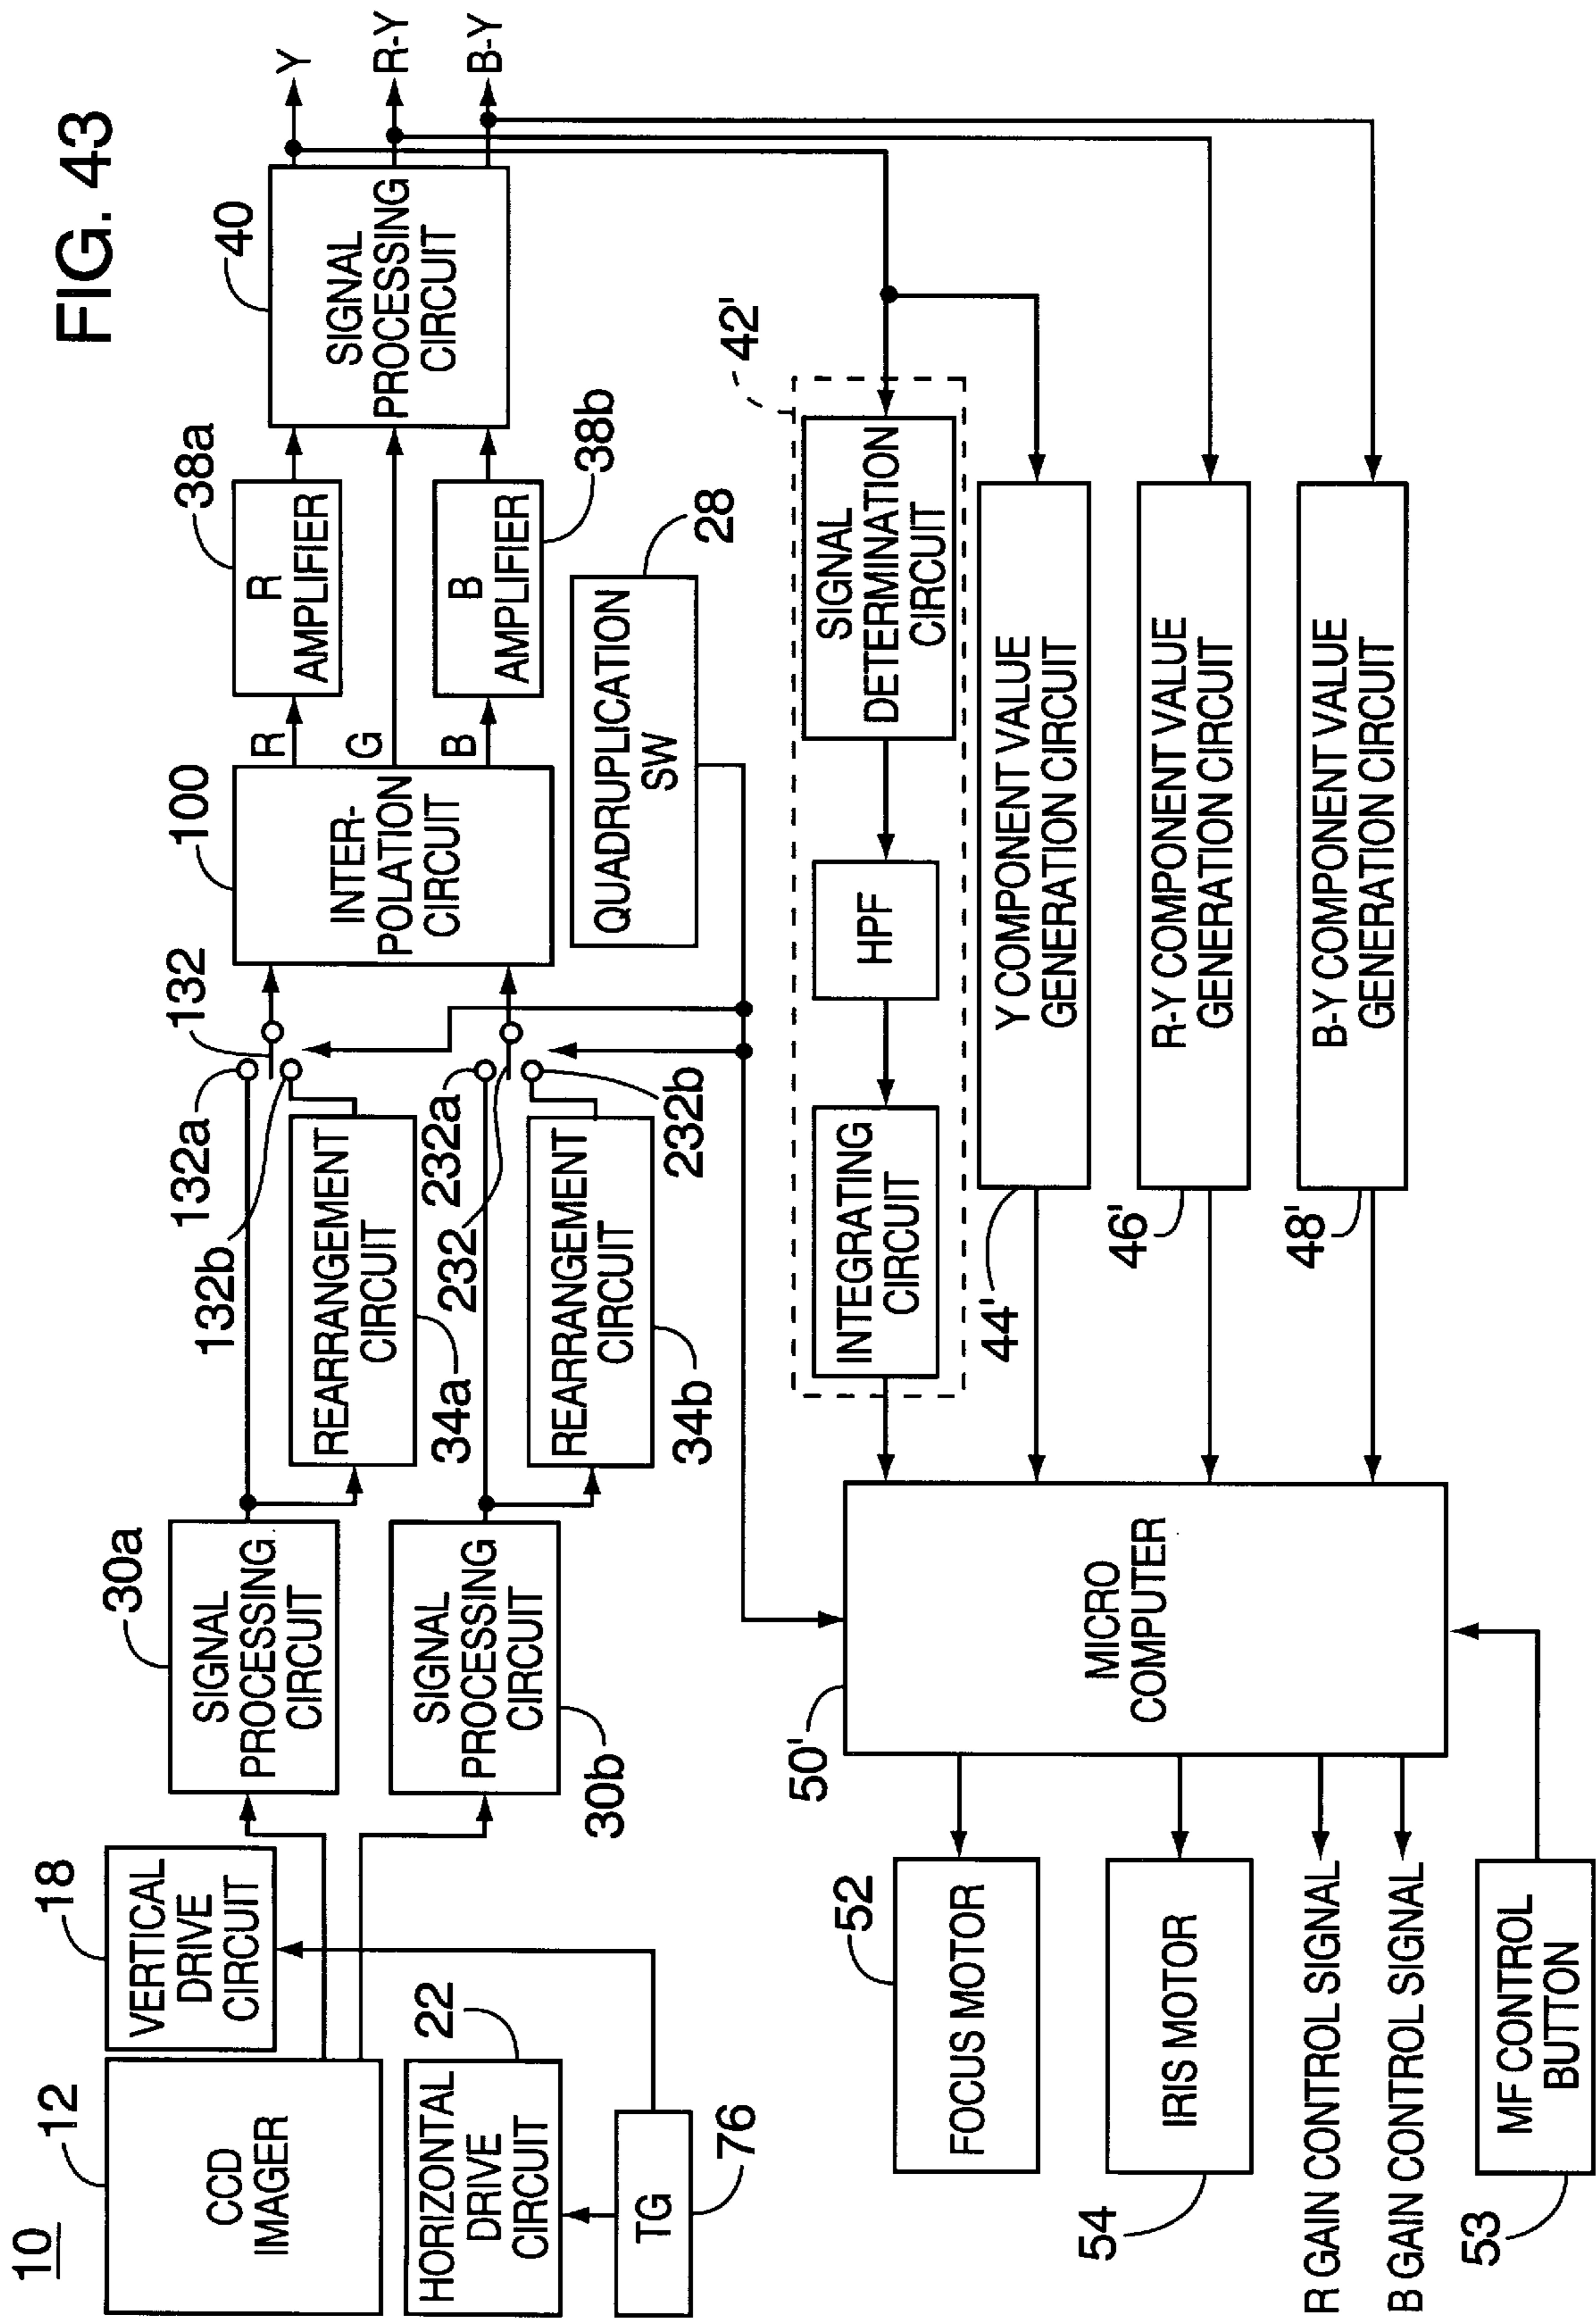 FIG. 43
10
12
CCD
IMAGER
18
VERTICAL
DRIVE
CIRCUIT
22
HORIZONTAL
DRIVE
CIRCUIT
TG
76
30a
SIGNAL
PROCESSING
CIRCUIT
30b
SIGNAL
PROCESSING
CIRCUIT
132a
132b
132
REARRANGEMENT
CIRCUIT
34a
232a
232
232b
REARRANGEMENT
CIRCUIT
34b
100
INTER-
POLATION
CIRCUIT
R
G
B
38a
R
AMPLIFIER
B
AMPLIFIER
38b
QUADRUPLICATION
SW
28
40
SIGNAL
PROCESSING
CIRCUIT
Y
R-Y
B-Y
42'
SIGNAL
DETERMINATION
CIRCUIT
HPF
INTEGRATING
CIRCUIT
Y COMPONENT VALUE
GENERATION CIRCUIT
44'
R-Y COMPONENT VALUE
GENERATION CIRCUIT
46'
B-Y COMPONENT VALUE
GENERATION CIRCUIT
48'
MICRO
COMPUTER
50'
52
FOCUS MOTOR
IRIS MOTOR
54
R GAIN CONTROL SIGNAL
B GAIN CONTROL SIGNAL
MF CONTROL
BUTTON
53